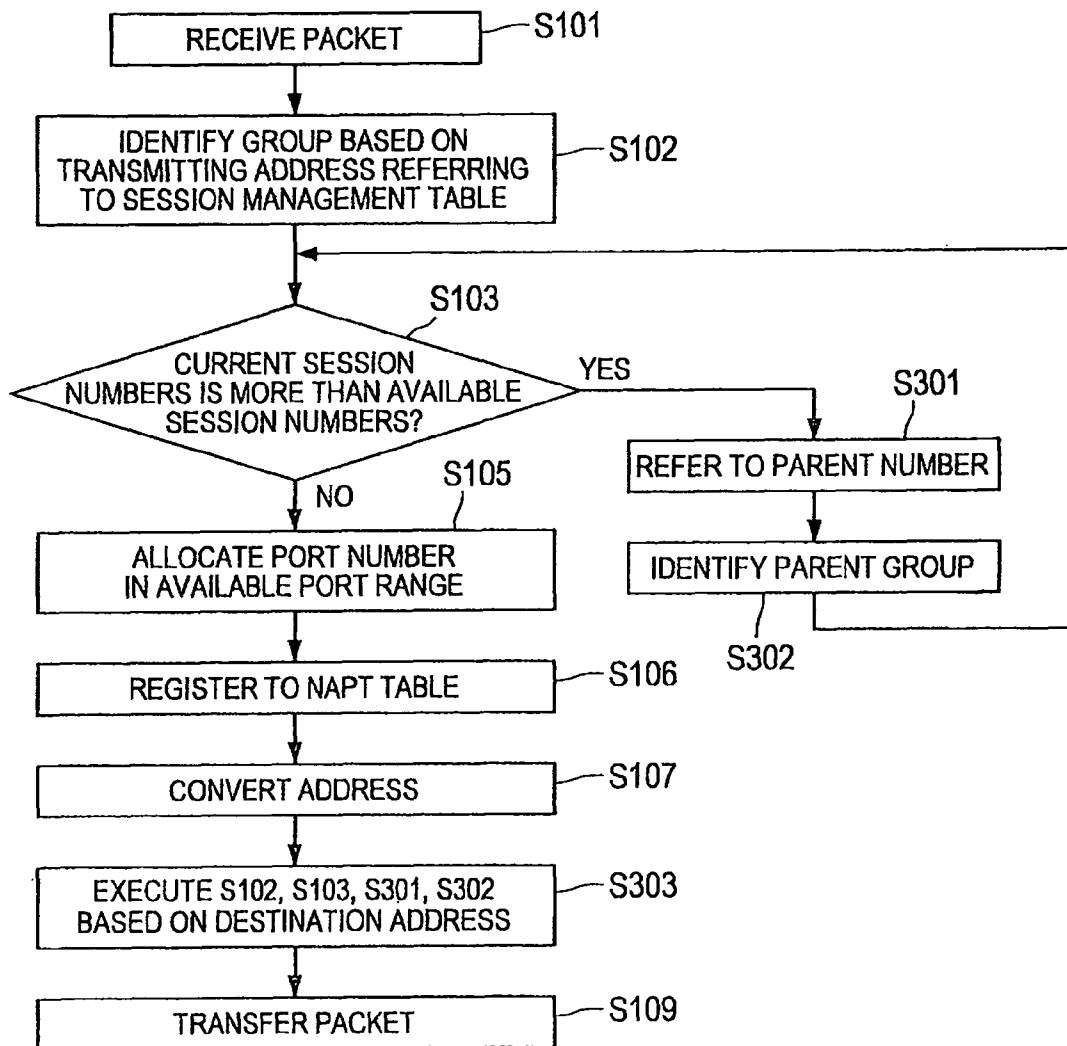 RECEIVE PACKET
S101
IDENTIFY GROUP BASED ON
TRANSMITTING ADDRESS REFERRING
TO SESSION MANAGEMENT TABLE
S102
S103
CURRENT SESSION
NUMBERS IS MORE THAN AVAILABLE
SESSION NUMBERS?
YES
S301
REFER TO PARENT NUMBER
NO
S105
ALLOCATE PORT NUMBER
IN AVAILABLE PORT RANGE
IDENTIFY PARENT GROUP
S302
REGISTER TO NAPT TABLE
S106
CONVERT ADDRESS
S107
EXECUTE S102, S103, S301, S302
BASED ON DESTINATION ADDRESS
S303
TRANSFER PACKET
S109